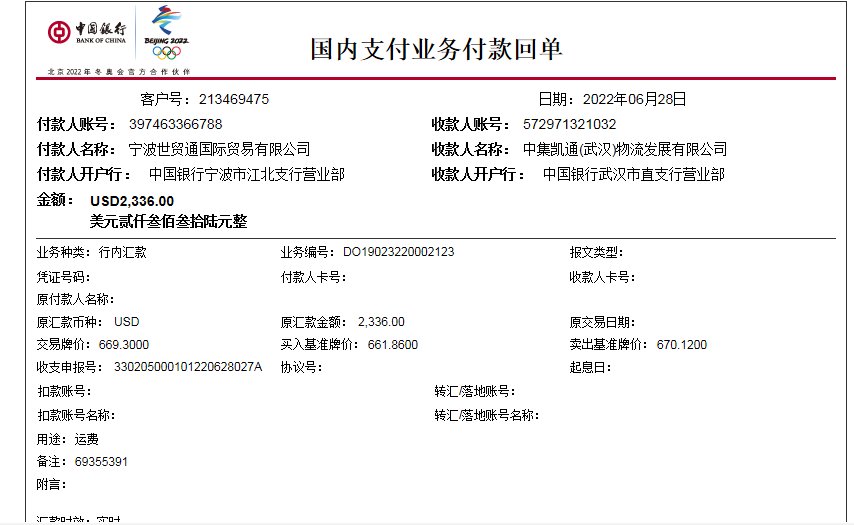 中国银行
BANK OF CHINA
BEIJING 2022
北京2022年冬奥会官方合作伙伴
国内支付业务付款回单
客户号：213469475 日期：2022年06月28日
付款人账号：397463366788 收款人账号：572971321032
付款人名称：宁波世贸通国际贸易有限公司 收款人名称：中集凯通(武汉)物流发展有限公司
付款人开户行：中国银行宁波市江北支行营业部 收款人开户行：中国银行武汉市直支行营业部
金额：USD2,336.00
美元贰仟叁佰叁拾陆元整
业务种类：行内汇款 业务编号：DO19023220002123 报文类型：
凭证号码： 付款人卡号： 收款人卡号：
原付款人名称：
原汇款币种：USD 原汇款金额：2,336.00 原交易日期：
交易牌价：669.3000 买入基准牌价：661.8600 卖出基准牌价：670.1200
收支申报号：330205000101220628027A 协议号： 起息日：
扣款账号： 转汇/落地账号：
扣款账号名称： 转汇/落地账号名称：
用途：运费
备注：69355391
附言：
汇款时效：实时